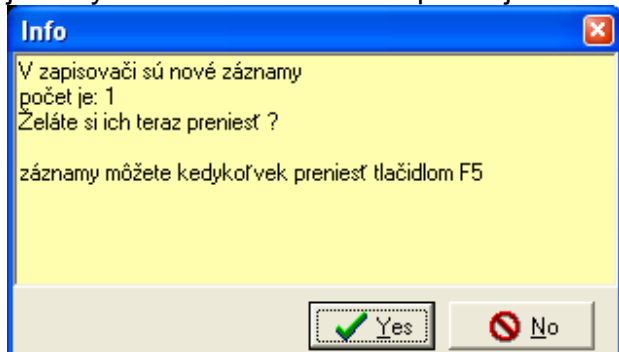 Info
V zapisovači sú nové záznamy
počet je: 1
Želáte si ich teraz preniesť ?
záznamy môžete kedykoľvek preniesť tlačidlom F5
Yes
No